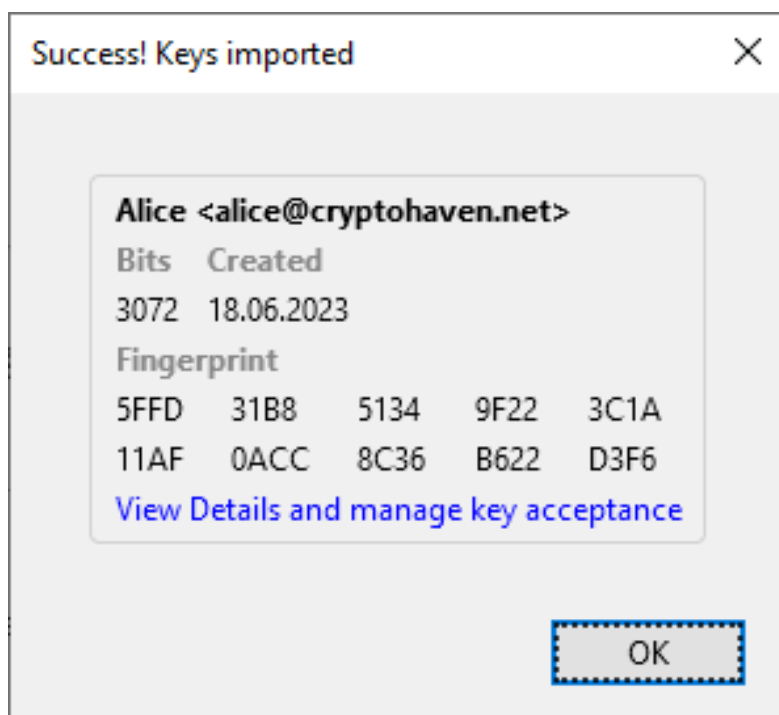 Success! Keys imported
Alice <alice@cryptohaven.net>
Bits Created
3072 18.06.2023
Fingerprint
5FFD 31B8 5134 9F22 3C1A
11AF 0ACC 8C36 B622 D3F6
View Details and manage key acceptance
OK